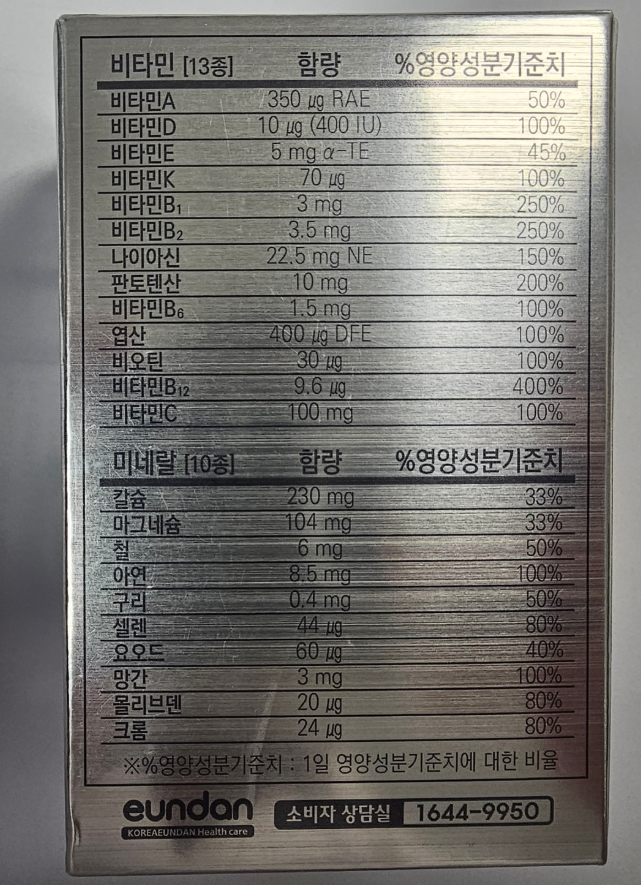 비타민 [13종] 함량 %영양성분기준치
비타민A 350 μg RAE 50%
비타민D 10 μg (400 IU) 100%
비타민E 5 mg α-TE 45%
비타민K 70 μg 100%
비타민B₁ 3 mg 250%
비타민B₂ 3.5 mg 250%
나이아신 22.5 mg NE 150%
판토텐산 10 mg 200%
비타민B₆ 1.5 mg 100%
엽산 400 μg DFE 100%
비오틴 30 μg 100%
비타민B₁₂ 9.6 μg 400%
비타민C 100 mg 100%
미네랄 [10종] 함량 %영양성분기준치
칼슘 230 mg 33%
마그네슘 104 mg 33%
철 6 mg 50%
아연 8.5 mg 100%
구리 0.4 mg 50%
셀렌 44 μg 80%
요오드 60 μg 40%
망간 3 mg 100%
몰리브덴 20 μg 80%
크롬 24 μg 80%
※%영양성분기준치 : 1일 영양성분기준치에 대한 비율
eundan 소비자 상담실 1644-9950
KOREAEUNDAN Health care